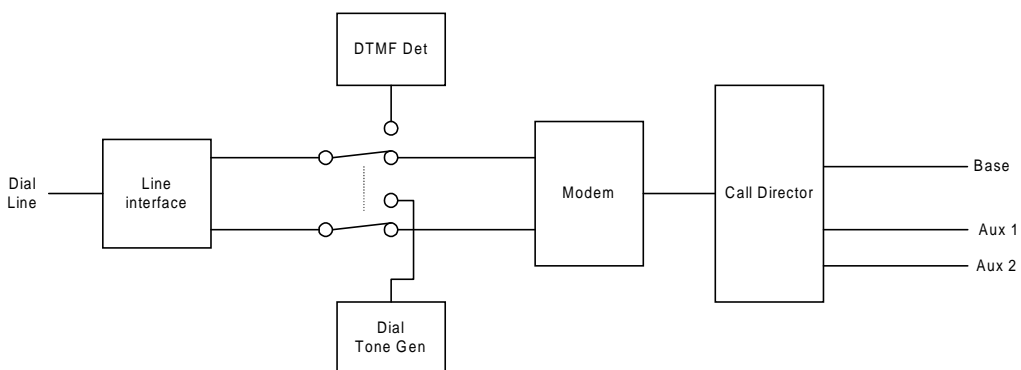 DTMF Det
Dial
Line
Line
interface
Modem
Call Director
Base
Aux 1
Aux 2
Dial
Tone Gen